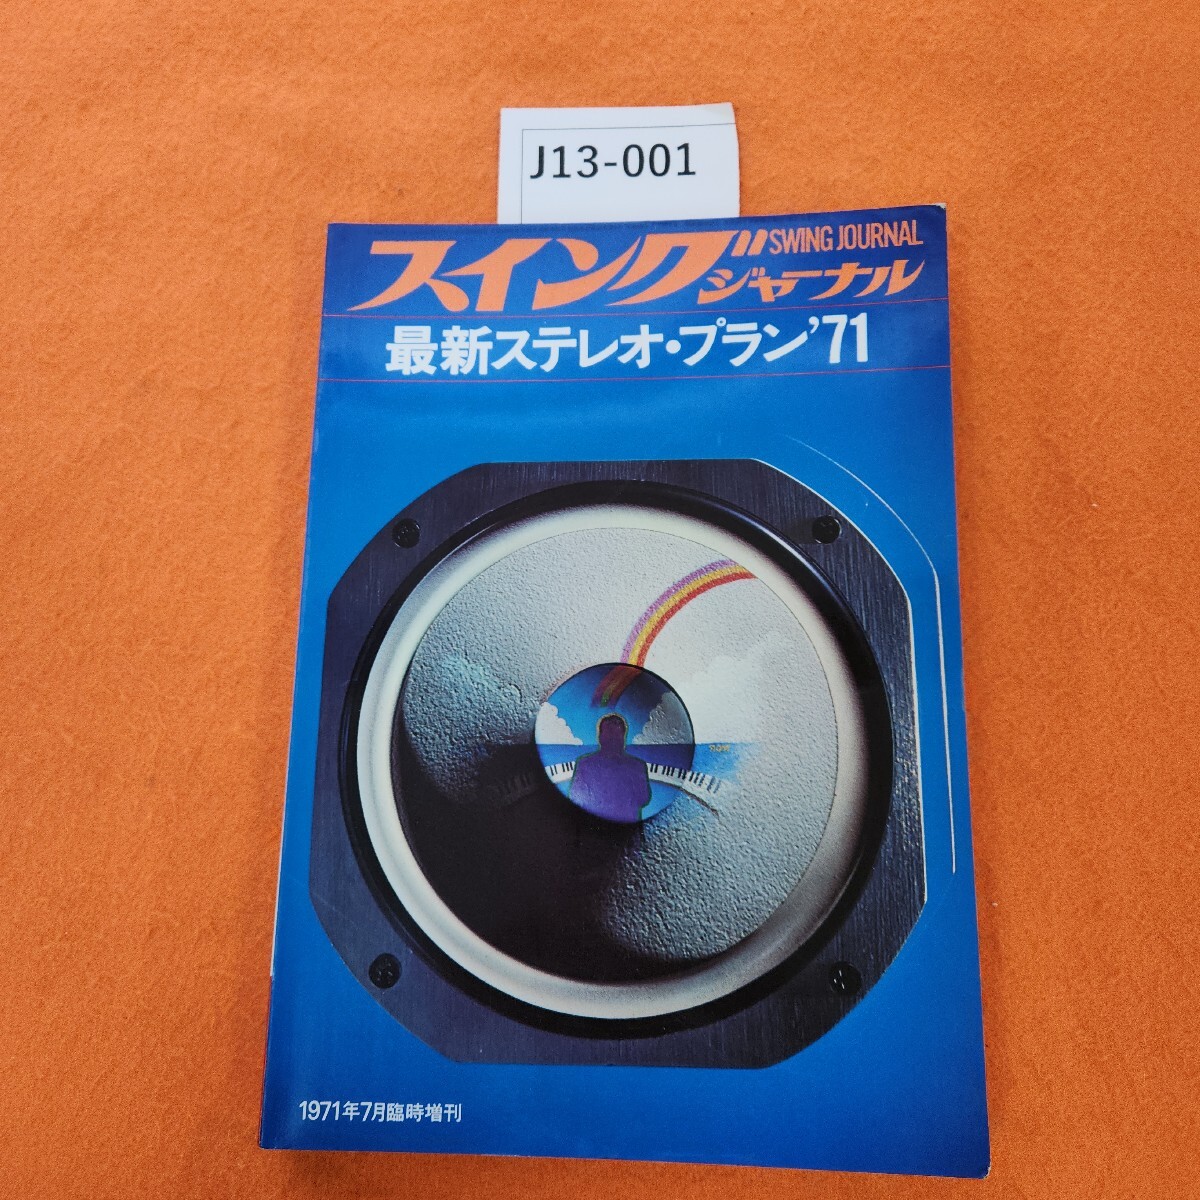 J13-001
スイング
SWING JOURNAL
ジャーナル
最新ステレオ・プラン'71
1971年7月臨時増刊